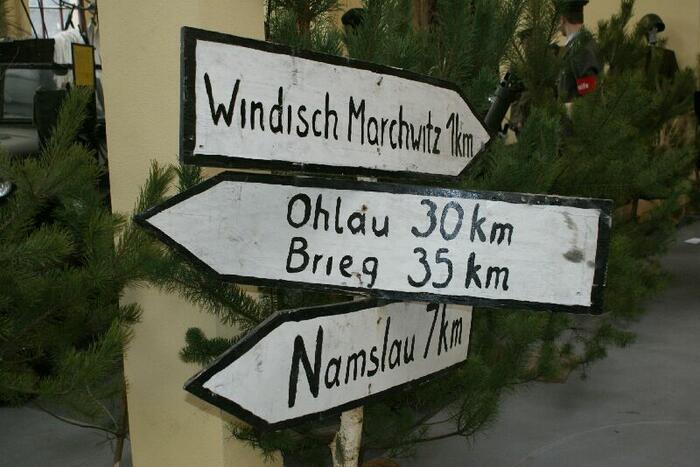 Windisch Marchwitz 1km
Ohlau 30 km
Brieg 35 km
Namslau 7km